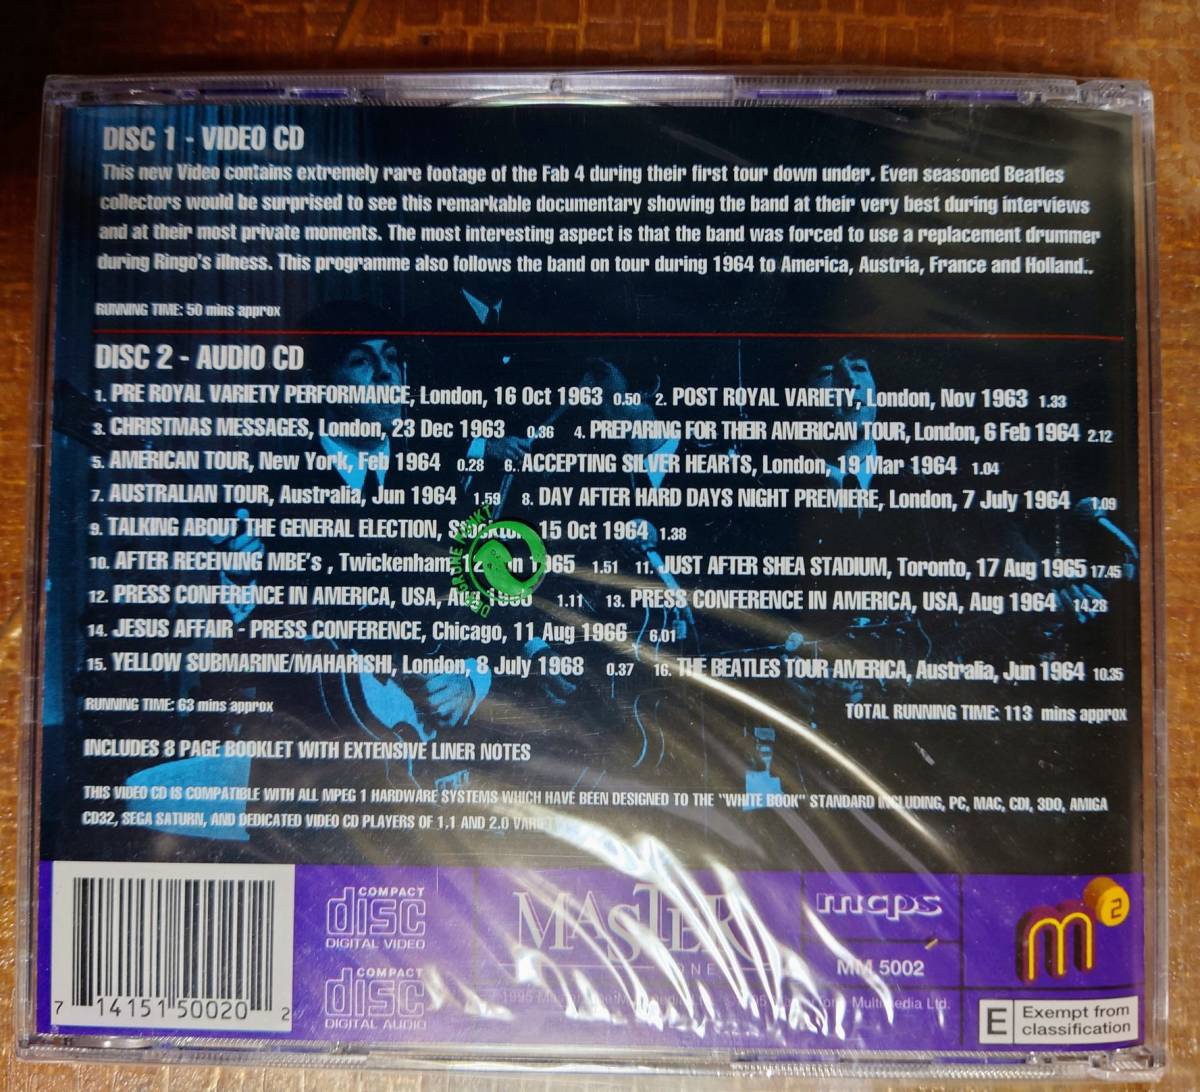 DISC 1 - VIDEO CD
This new Video contains extremely rare footage of the Fab 4 during their first tour down under. Even seasoned Beatles
collectors would be surprised to see this remarkable documentary showing the band at their very best during interviews
and at their most private moments. The most interesting aspect is that the band was forced to use a replacement drummer
during Ringo's illness. This programme also follows the band on tour during 1964 to America, Austria, France and Holland..
RUNNING TIME: 50 mins approx
DISC 2 - AUDIO CD
1. PRE ROYAL VARIETY PERFORMANCE, London, 16 Oct 1963 0.50 2. POST ROYAL VARIETY, London, Nov 1963 1.33
3. CHRISTMAS MESSAGES, London, 23 Dec 1963 0.36 4. PREPARING FOR THEIR AMERICAN TOUR, London, 6 Feb 1964 2.12
5. AMERICAN TOUR, New York, Feb 1964 0.28 6. ACCEPTING SILVER HEARTS, London, 19 Mar 1964 1.04
7. AUSTRALIAN TOUR, Australia, Jun 1964 1.59 8. DAY AFTER HARD DAYS NIGHT PREMIERE, London, 7 July 1964 1.09
9. TALKING ABOUT THE GENERAL ELECTION, 15 Oct 1964 1.38
10. AFTER RECEIVING MBE's , Twickenham, 1965 1.51 11. JUST AFTER SHEA STADIUM, Toronto, 17 Aug 1965 17.45
12. PRESS CONFERENCE IN AMERICA, USA, Aug 1.11 13. PRESS CONFERENCE IN AMERICA, USA, Aug 1964 14.28
14. JESUS AFFAIR - PRESS CONFERENCE, Chicago, 11 Aug 1966 6.01
15. YELLOW SUBMARINE/MAHARISHI, London, 8 July 1968 0.37 16. THE BEATLES TOUR AMERICA, Australia, Jun 1964 10.35
RUNNING TIME: 63 mins approx
TOTAL RUNNING TIME: 113 mins approx
INCLUDES 8 PAGE BOOKLET WITH EXTENSIVE LINER NOTES
THIS VIDEO CD IS COMPATIBLE WITH ALL MPEG 1 HARDWARE SYSTEMS WHICH HAVE BEEN DESIGNED TO THE "WHITE BOOK" STANDARD INCLUDING, PC, MAC, CDI, 3DO, AMIGA
CD32, SEGA SATURN, AND DEDICATED VIDEO CD PLAYERS OF 1.1 AND 2.0
COMPACT
disc
DIGITAL VIDEO
COMPACT
disc
DIGITAL AUDIO
MASTER
TONE
mcps
MM 5002
m2
7 14151 50020 2
Multimedia Ltd.
E Exempt from
classification